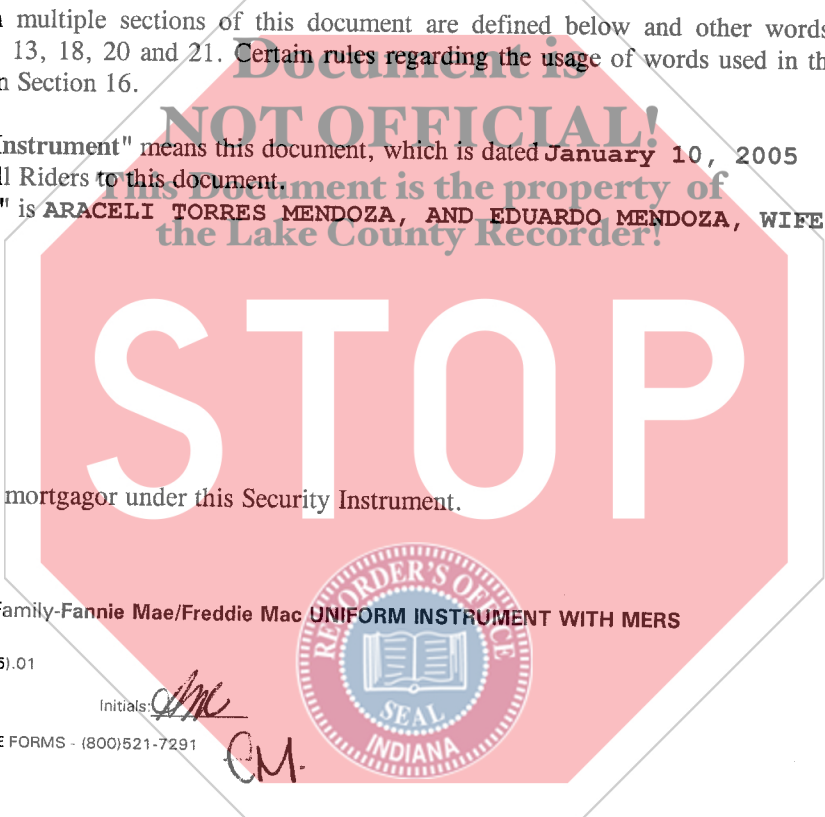 multiple sections of this document are defined below and other words
13, 18, 20 and 21. Certain rules regarding the usage of words used in th
n Section 16.
Document is
NOT OFFICIAL!
This Document is the property of
the Lake County Recorder!
Instrument" means this document, which is dated January 10, 2005
ll Riders to this document.
" is ARACELI TORRES MENDOZA, AND EDUARDO MENDOZA, WIFE
STOP
mortgagor under this Security Instrument.
amily-Fannie Mae/Freddie Mac UNIFORM INSTRUMENT WITH MERS
).01
Initials:
E FORMS - (800)521-7291
RECORDER'S OFFICE
SEAL
INDIANA